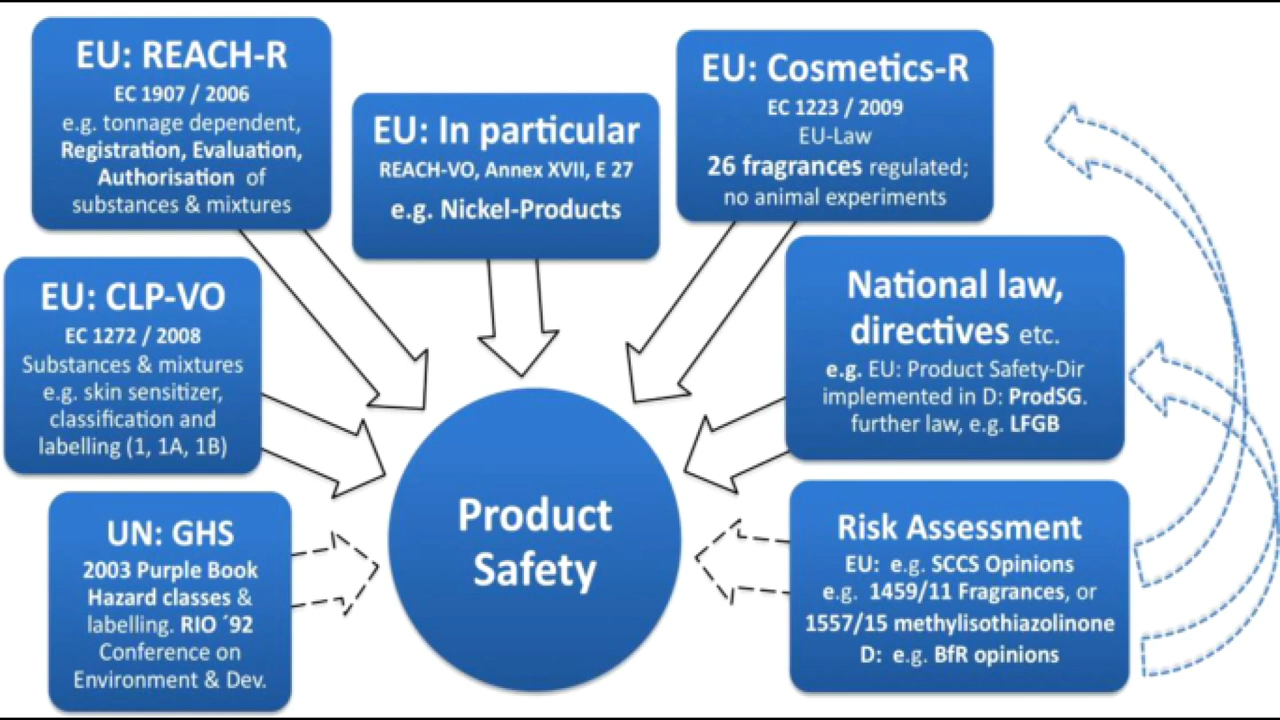 EU: REACH-R
EC 1907 / 2006
e.g. tonnage dependent,
Registration, Evaluation,
Authorisation of
substances & mixtures
EU: In particular
REACH-VO, Annex XVII, E 27
e.g. Nickel-Products
EU: Cosmetics-R
EC 1223 / 2009
EU-Law
26 fragrances regulated;
no animal experiments
EU: CLP-VO
EC 1272 / 2008
Substances & mixtures
e.g. skin sensitizer,
classification and
labelling (1, 1A, 1B)
National law,
directives etc.
e.g. EU: Product Safety-Dir
implemented in D: ProdSG.
further law, e.g. LFGB
UN: GHS
2003 Purple Book
Hazard classes &
labelling. RIO ´92
Conference on
Environment & Dev.
Product
Safety
Risk Assessment
EU: e.g. SCCS Opinions
e.g. 1459/11 Fragrances, or
1557/15 methylisothiazolinone
D: e.g. BfR opinions